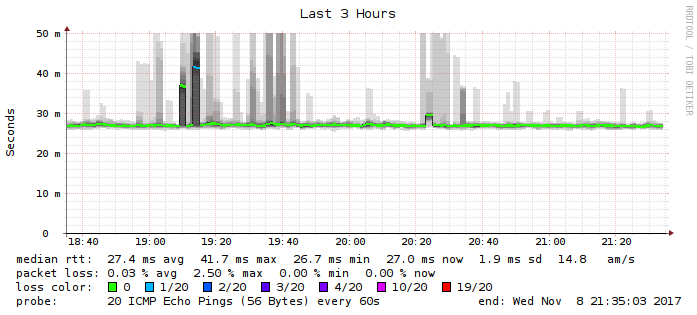 Last 3 Hours
RRDTOOL / TOBI OETIKER
Seconds
50 m
40 m
30 m
20 m
10 m
0
18:40 19:00 19:20 19:40 20:00 20:20 20:40 21:00 21:20
median rtt: 27.4 ms avg 41.7 ms max 26.7 ms min 27.0 ms now 1.9 ms sd 14.8 am/s
packet loss: 0.03 % avg 2.50 % max 0.00 % min 0.00 % now
loss color: 0 1/20 2/20 3/20 4/20 10/20 19/20
probe: 20 ICMP Echo Pings (56 Bytes) every 60s end: Wed Nov 8 21:35:03 2017